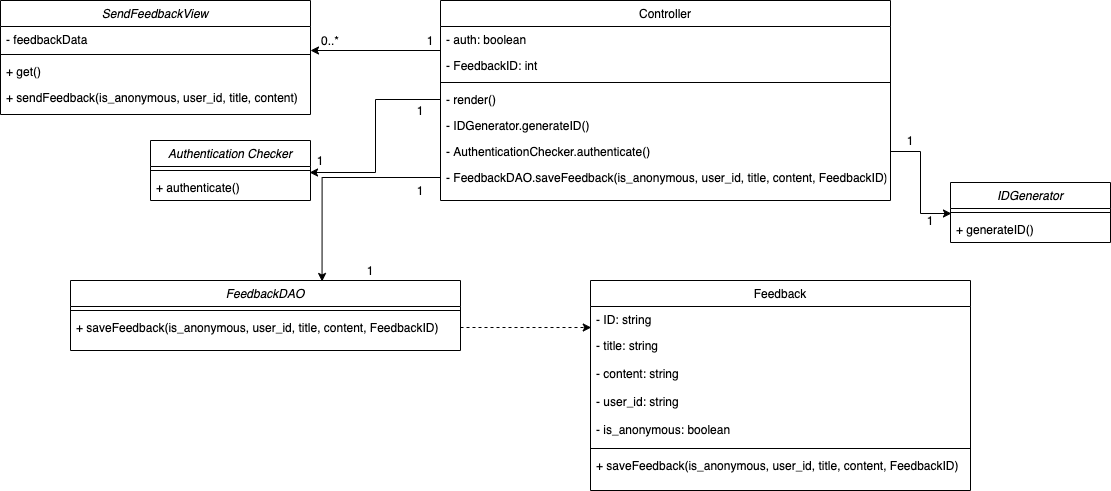 SendFeedbackView
- feedbackData
+ get()
+ sendFeedback(is_anonymous, user_id, title, content)
0..*
1
Controller
- auth: boolean
- FeedbackID: int
- render()
- IDGenerator.generateID()
- AuthenticationChecker.authenticate()
- FeedbackDAO.saveFeedback(is_anonymous, user_id, title, content, FeedbackID)
1
1
Authentication Checker
+ authenticate()
1
1
1
IDGenerator
+ generateID()
1
FeedbackDAO
+ saveFeedback(is_anonymous, user_id, title, content, FeedbackID)
Feedback
- ID: string
- title: string
- content: string
- user_id: string
- is_anonymous: boolean
+ saveFeedback(is_anonymous, user_id, title, content, FeedbackID)